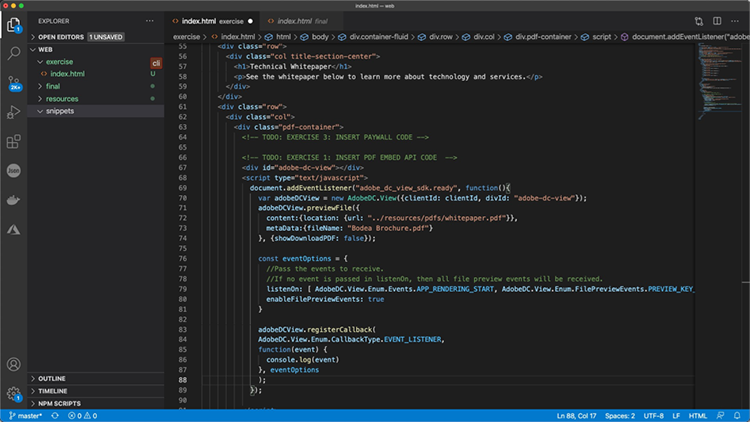 index.html — web
EXPLORER
OPEN EDITORS 1 UNSAVED
WEB
exercise
cli
index.html U
final
resources
snippets
OUTLINE
TIMELINE
NPM SCRIPTS
index.html exercise
index.html final
exercise > index.html > html > body > div.container-fluid > div.row > div.col > div.pdf-container > script > document.addEventListener("adobe
55 <div class="row">
56 <div class="col title-section-center">
57 <h1>Technical Whitepaper</h1>
58 <p>See the whitepaper below to learn more about technology and services.</p>
59 </div>
60 </div>
61 <div class="row">
62 <div class="col">
63 <div class="pdf-container">
64 <!-- TODO: EXERCISE 3: INSERT PAYWALL CODE -->
65
66 <!-- TODO: EXERCISE 1: INSERT PDF EMBED API CODE -->
67 <div id="adobe-dc-view"></div>
68 <script type="text/javascript">
69 document.addEventListener("adobe_dc_view_sdk.ready", function(){
70 var adobeDCView = new AdobeDC.View({clientId: clientId, divId: "adobe-dc-view"});
71 adobeDCView.previewFile({
72 content:{location: {url: "../resources/pdfs/whitepaper.pdf"}},
73 metaData:{fileName: "Bodea Brochure.pdf"}
74 }, {showDownloadPDF: false});
75
76 const eventOptions = {
77 //Pass the events to receive.
78 //If no event is passed in listenOn, then all file preview events will be received.
79 listenOn: [ AdobeDC.View.Enum.Events.APP_RENDERING_START, AdobeDC.View.Enum.FilePreviewEvents.PREVIEW_KEY_
80 enableFilePreviewEvents: true
81 }
82
83 adobeDCView.registerCallback(
84 AdobeDC.View.Enum.CallbackType.EVENT_LISTENER,
85 function(event) {
86 console.log(event)
87 }, eventOptions
88 );
89 });
90
master*
0 0
Ln 88, Col 17
Spaces: 2
UTF-8
LF
HTML